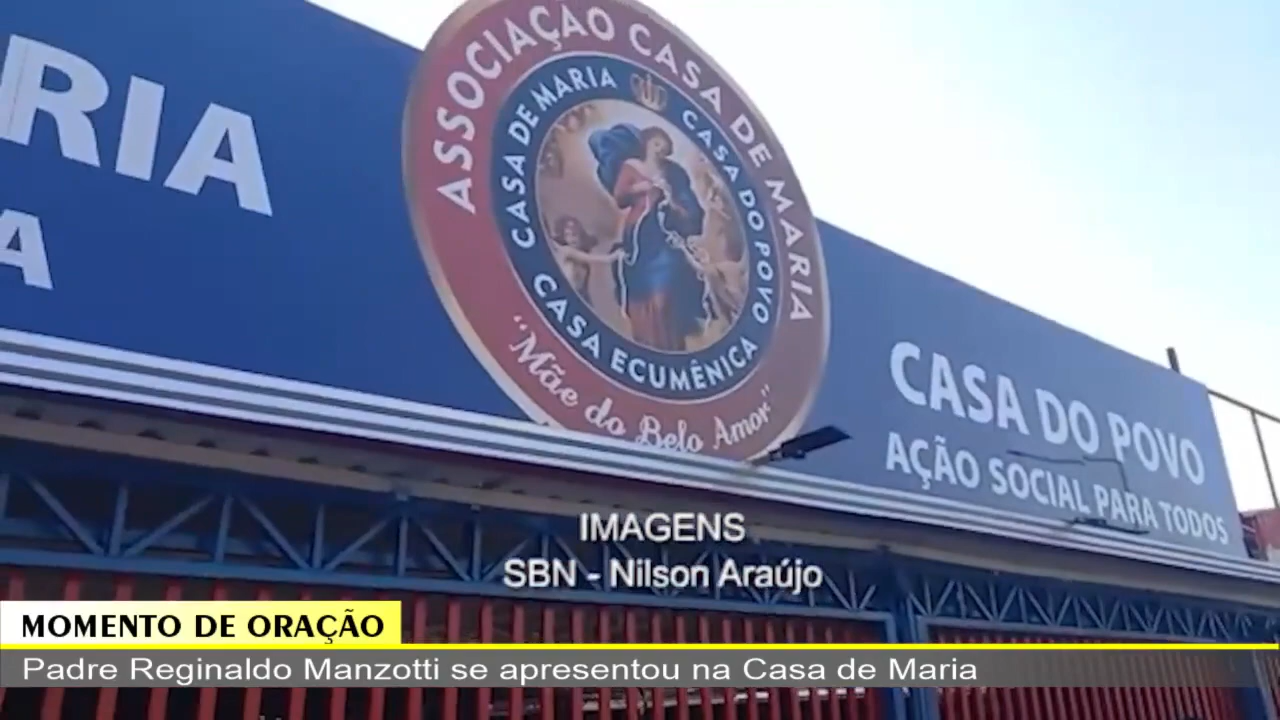 RIA
A
ASSOCIAÇÃO CASA DE MARIA
CASA DE MARIA
CASA DO POVO
CASA ECUMÊNICA
"Mãe do Belo Amor"
CASA DO POVO
AÇÃO SOCIAL PARA TODOS
IMAGENS
SBN - Nilson Araújo
MOMENTO DE ORAÇÃO
Padre Reginaldo Manzotti se apresentou na Casa de Maria